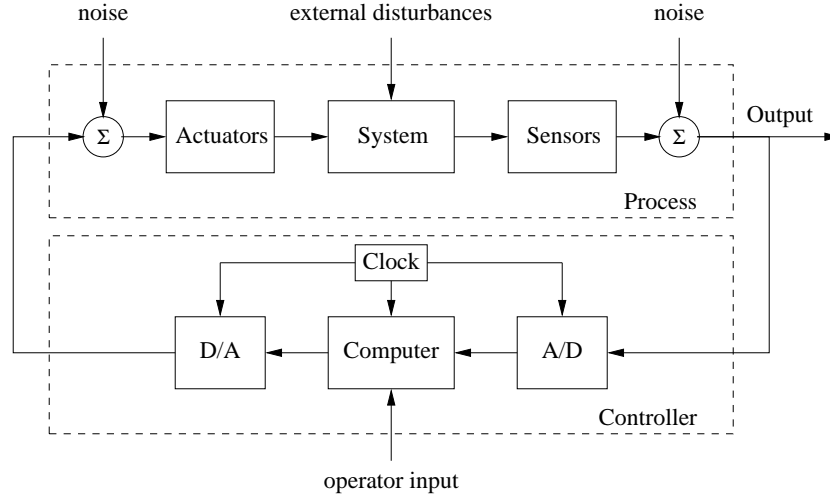 noise
external disturbances
noise
Output
Σ
Actuators
System
Sensors
Σ
Process
Clock
D/A
Computer
A/D
Controller
operator input